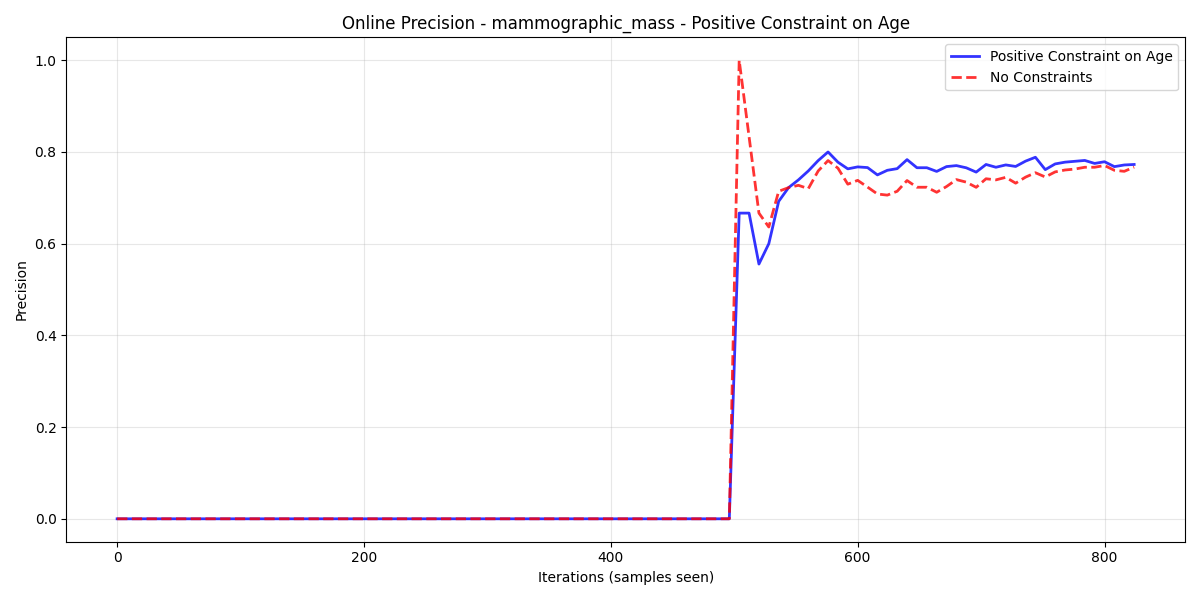 Online Precision - mammographic_mass - Positive Constraint on Age
Positive Constraint on Age
No Constraints
Precision
1.0
0.8
0.6
0.4
0.2
0.0
0 200 400 600 800
Iterations (samples seen)